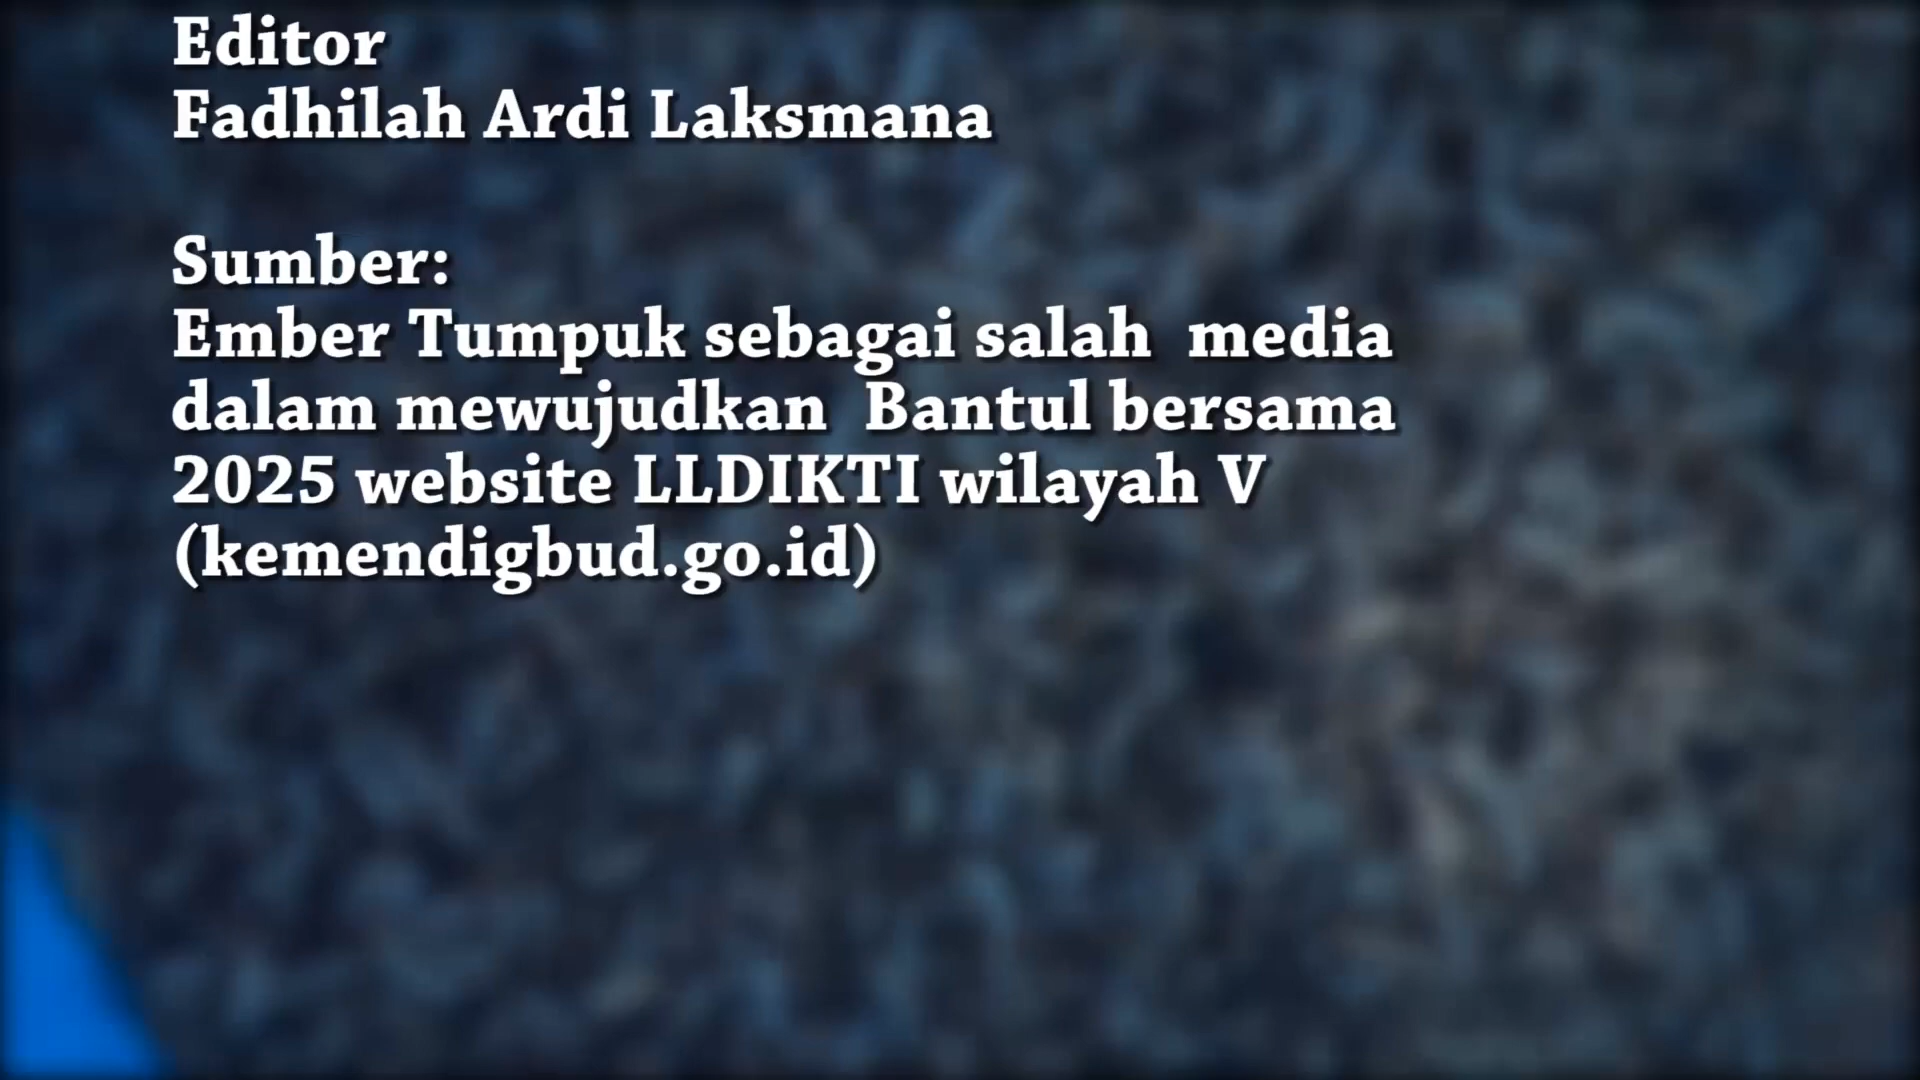 Editor
Fadhilah Ardi Laksmana
Sumber:
Ember Tumpuk sebagai salah  media
dalam mewujudkan  Bantul bersama
2025 website LLDIKTI wilayah V
(kemendigbud.go.id)